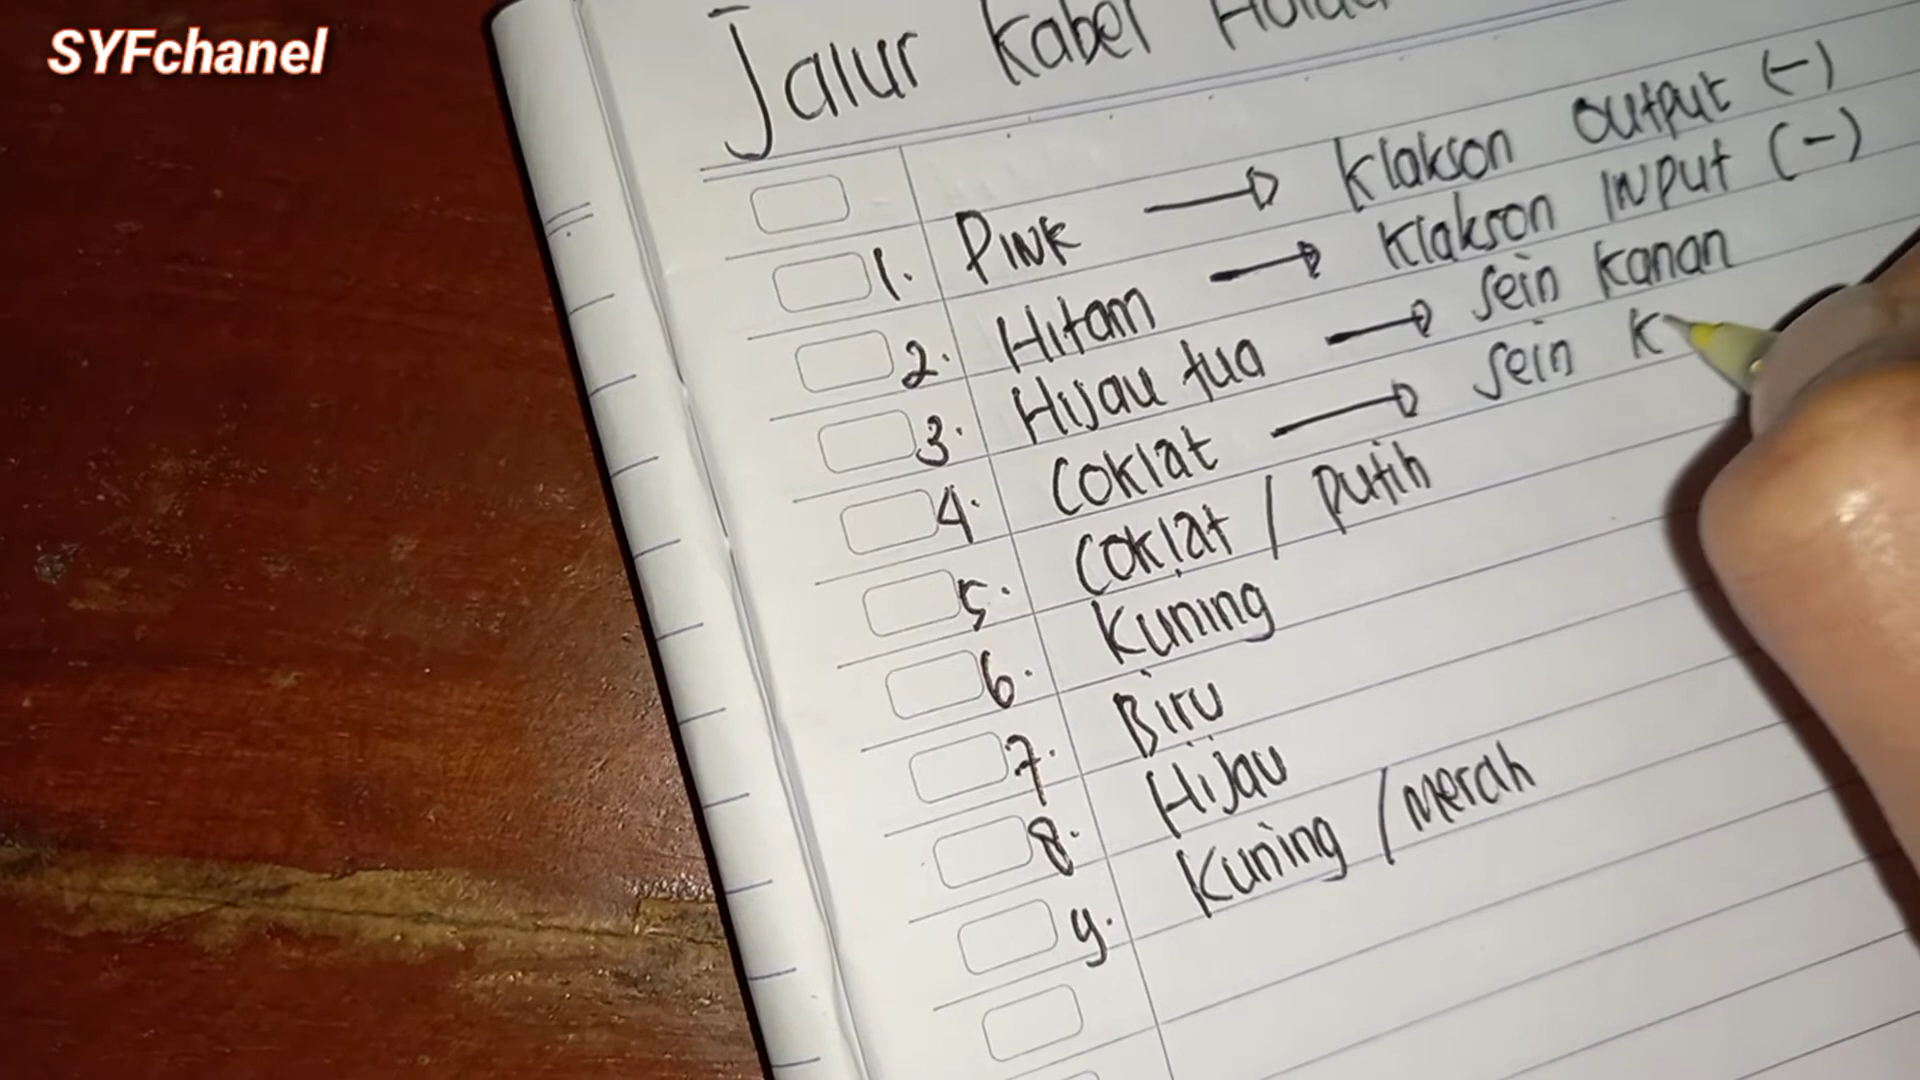 SYFchanel
Jalur Kabel
1. Pink → Klakson output (-)
2. Hitam → Klakson Input (-)
3. Hijau tua → Sein Kanan
4. Coklat → Sein K
5. Coklat / Putih
6. Kuning
7. Biru
8. Hijau
9. Kuning / Merah